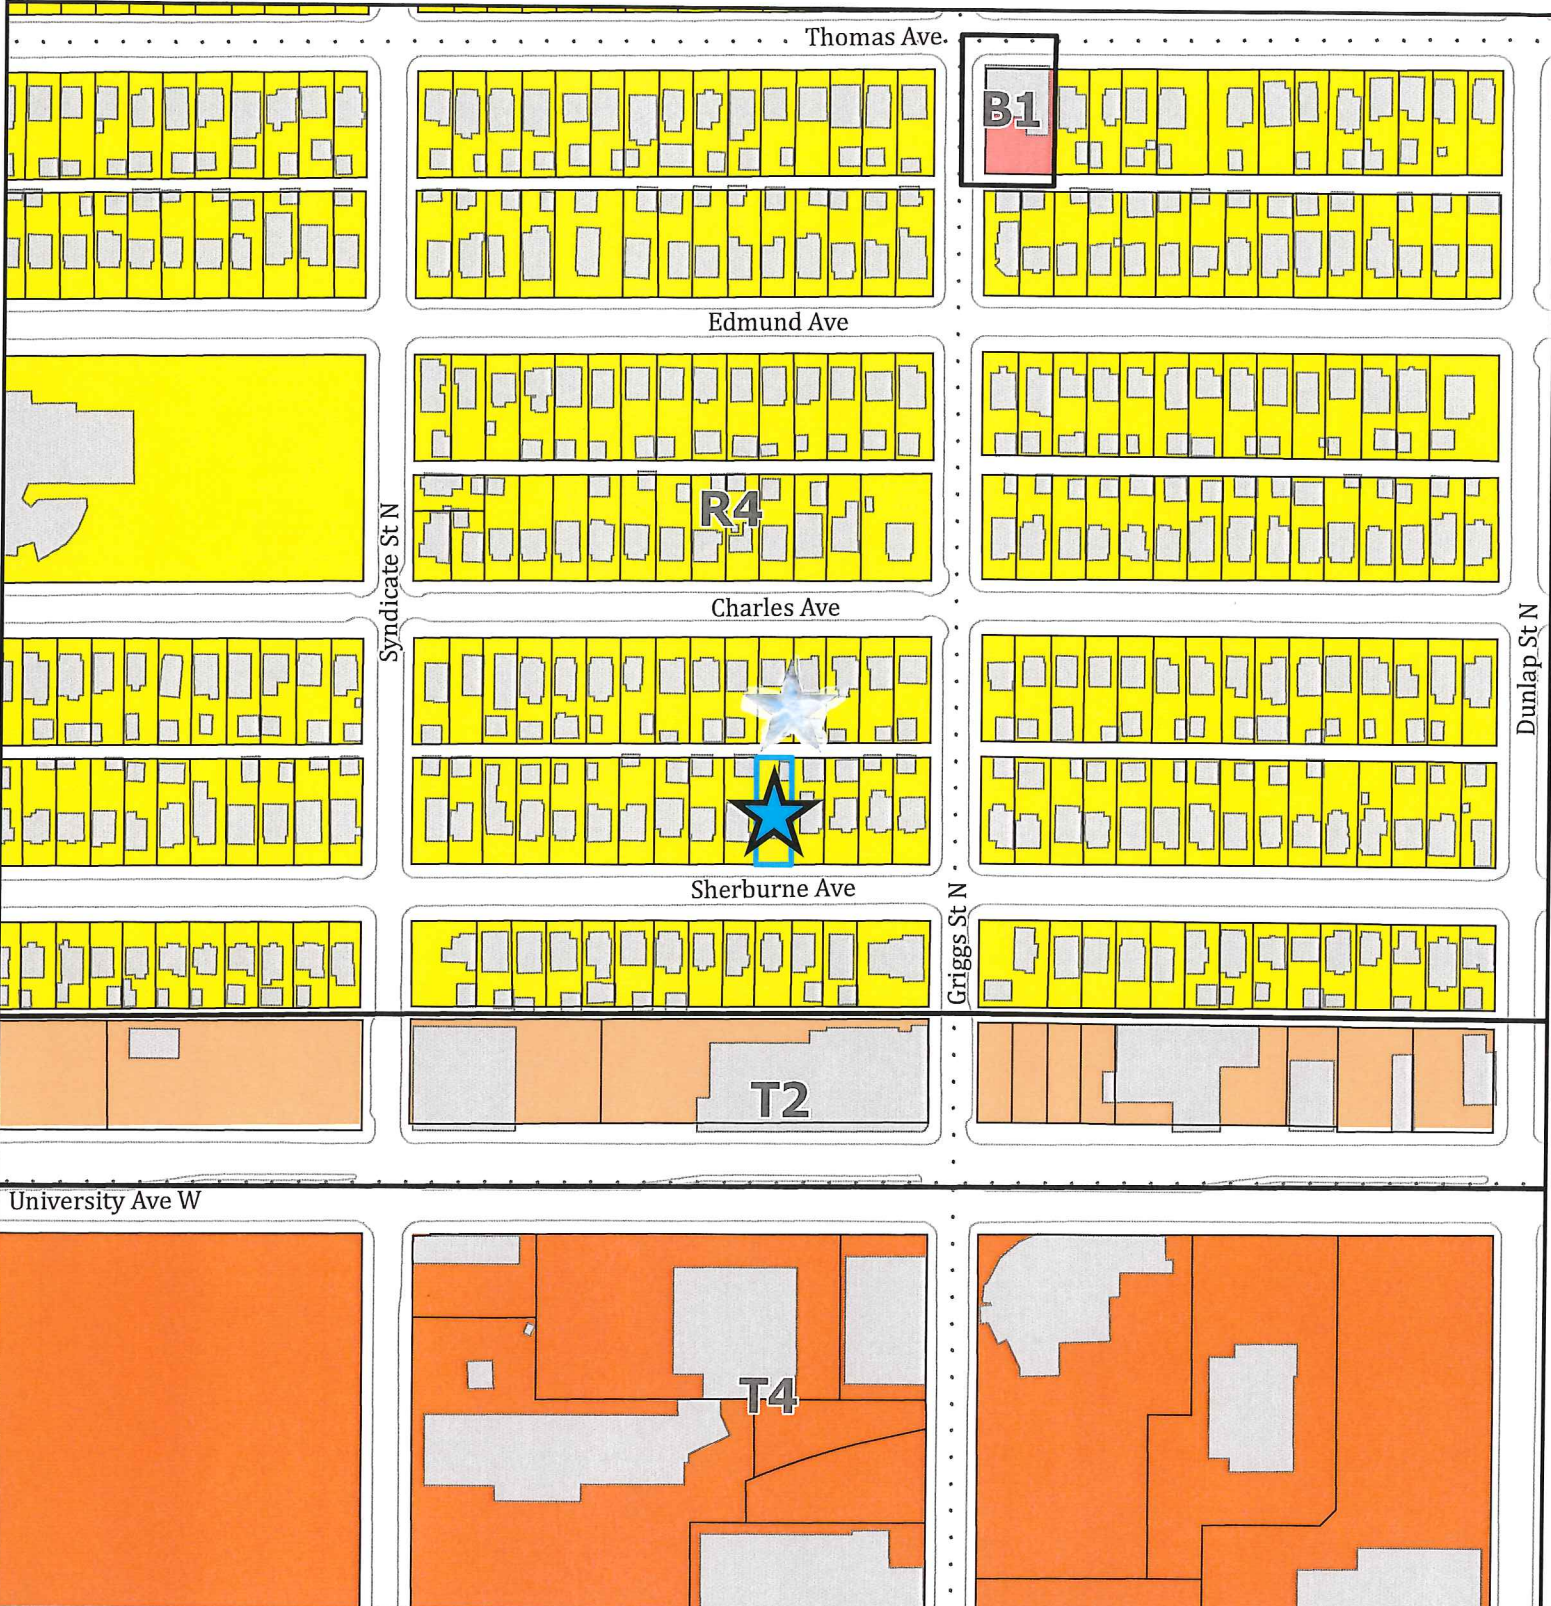 Thomas Ave
B1
Edmund Ave
R4
Syndicate St N
Charles Ave
Dunlap St N
Sherburne Ave
Griggs St N
T2
University Ave W
T4